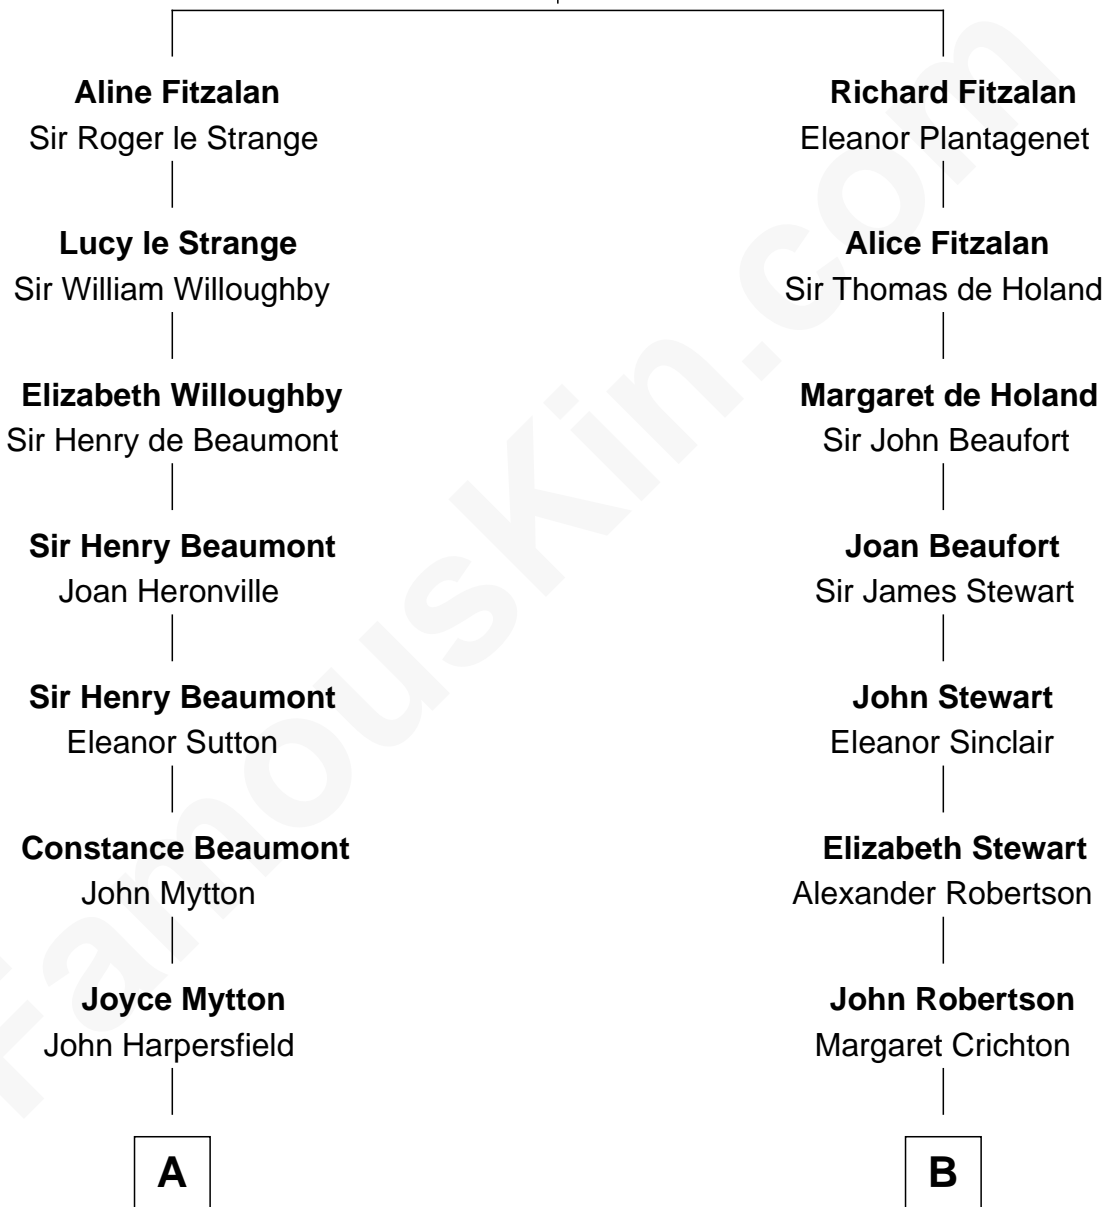 Aline Fitzalan
Sir Roger le Strange
Lucy le Strange
Sir William Willoughby
Elizabeth Willoughby
Sir Henry de Beaumont
Sir Henry Beaumont
Joan Heronville
Sir Henry Beaumont
Eleanor Sutton
Constance Beaumont
John Mytton
Joyce Mytton
John Harpersfield
A
Richard Fitzalan
Eleanor Plantagenet
Alice Fitzalan
Sir Thomas de Holand
Margaret de Holand
Sir John Beaufort
Joan Beaufort
Sir James Stewart
John Stewart
Eleanor Sinclair
Elizabeth Stewart
Alexander Robertson
John Robertson
Margaret Crichton
B
FamousKin.com